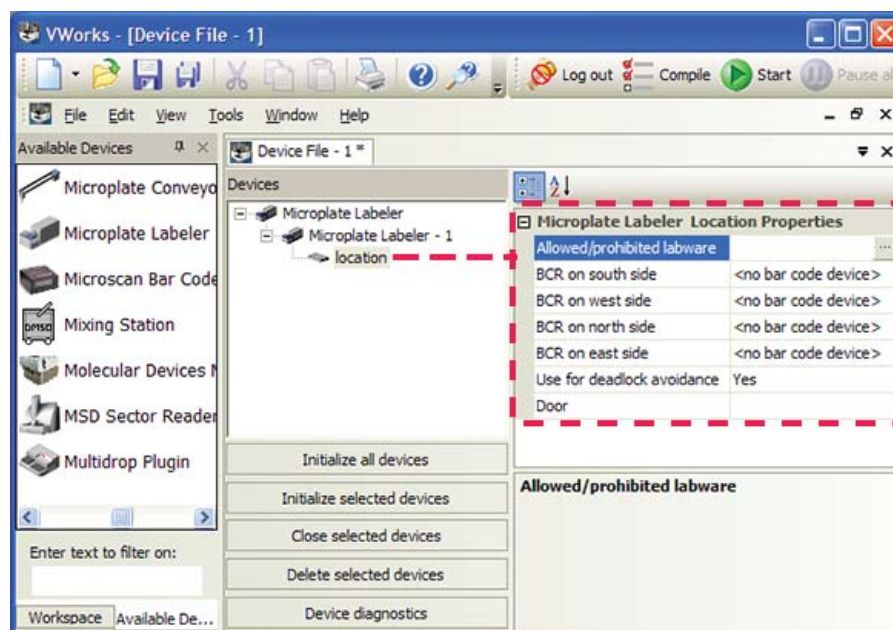 VWorks - [Device File - 1]
Log out Compile Start Pause al
File Edit View Tools Window Help
Available Devices
Microplate Conveyo
Microplate Labeler
Microscan Bar Code
Mixing Station
Molecular Devices
MSD Sector Reader
Multidrop Plugin
Enter text to filter on:
Workspace Available De...
Device File - 1 *
Devices
Microplate Labeler
Microplate Labeler - 1
location
Initialize all devices
Initialize selected devices
Close selected devices
Delete selected devices
Device diagnostics
Microplate Labeler Location Properties
Allowed/prohibited labware ...
BCR on south side <no bar code device>
BCR on west side <no bar code device>
BCR on north side <no bar code device>
BCR on east side <no bar code device>
Use for deadlock avoidance Yes
Door
Allowed/prohibited labware